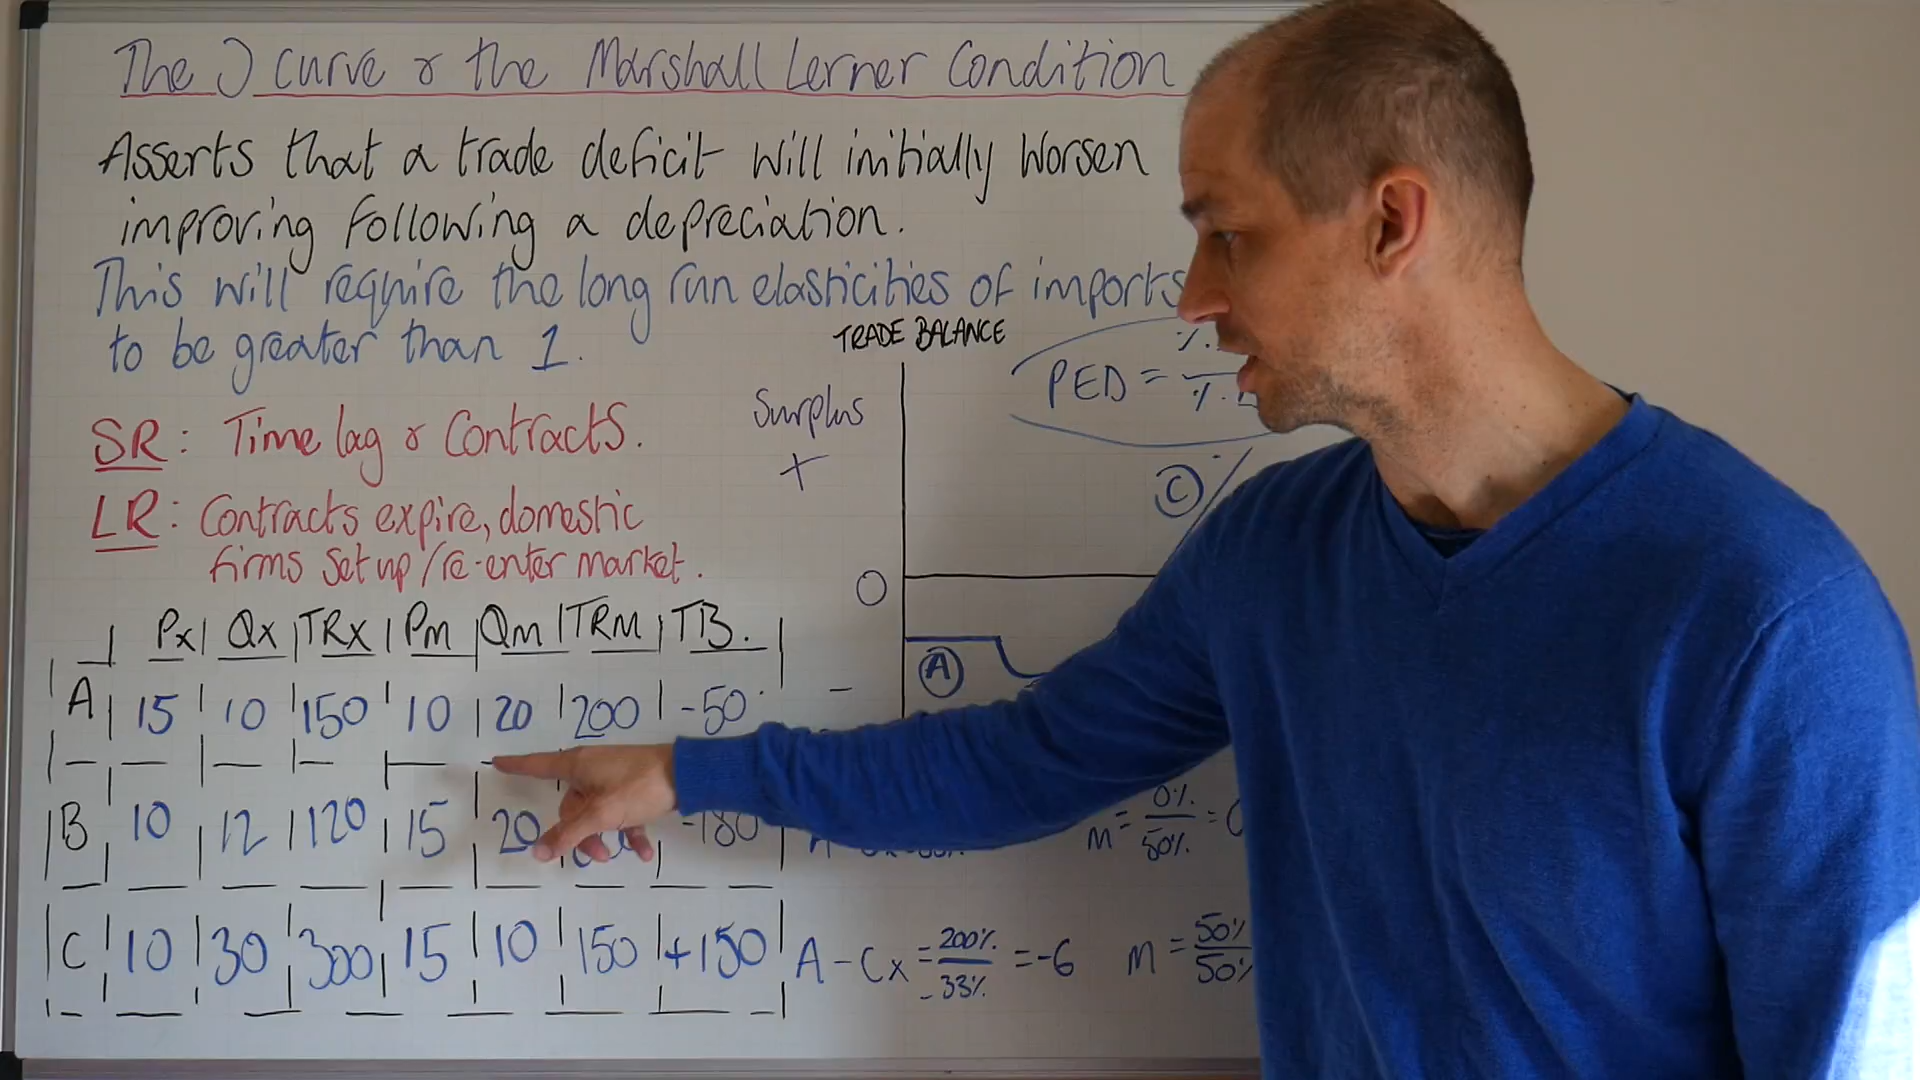 The J curve & the Marshall Lerner Condition
Asserts that a trade deficit will initially worsen
improving following a depreciation.
This will require the long run elasticities of imports
to be greater than 1.
TRADE BALANCE
PED =
Surplus
+
SR: Time lag & Contracts.
C
LR: Contracts expire, domestic
firms set up/re-enter market.
0
Px Qx TRx Pm Qm TRM TB.
A 15 10 150 10 20 200 -50
A
-
B 10 12 120 15 20 -180
M = 0% / 50% =
C 10 30 300 15 10 150 +150
A - Cx = 200% / -33% = -6 M = 50% / 50%